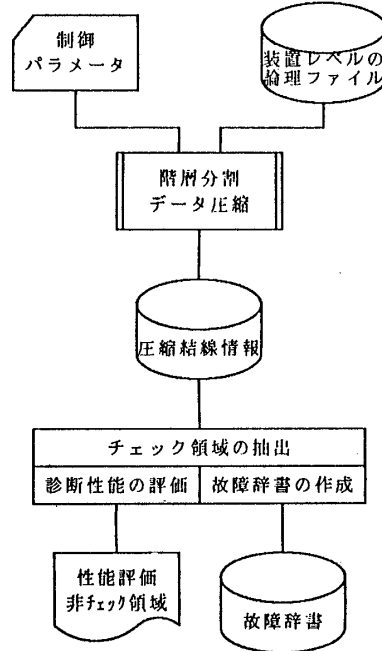 制御
パラメータ
装置レベルの
論理ファイル
階層分割
データ圧縮
圧縮結線情報
チェック領域の抽出
診断性能の評価
故障辞書の作成
性能評価
非チェック領域
故障辞書